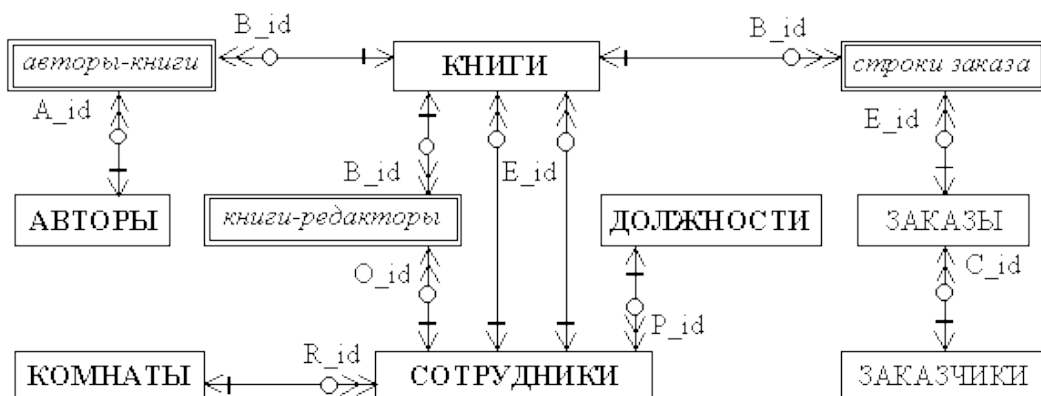 B_id
B_id
авторы-книги
КНИГИ
строки заказа
A_id
E_id
B_id
E_id
АВТОРЫ
книги-редакторы
ДОЛЖНОСТИ
ЗАКАЗЫ
O_id
C_id
P_id
R_id
КОМНАТЫ
СОТРУДНИКИ
ЗАКАЗЧИКИ